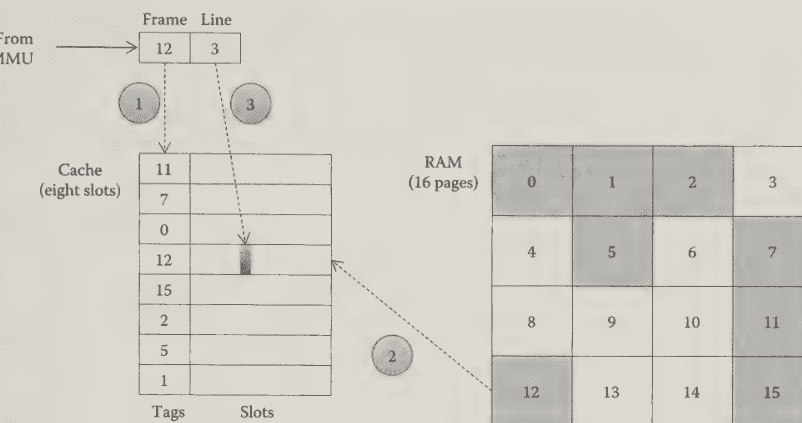 Frame Line
From
MMU
12 3
1
3
Cache
(eight slots)
11
7
0
12
15
2
5
1
Tags Slots
2
RAM
(16 pages)
0 1 2 3
4 5 6 7
8 9 10 11
12 13 14 15